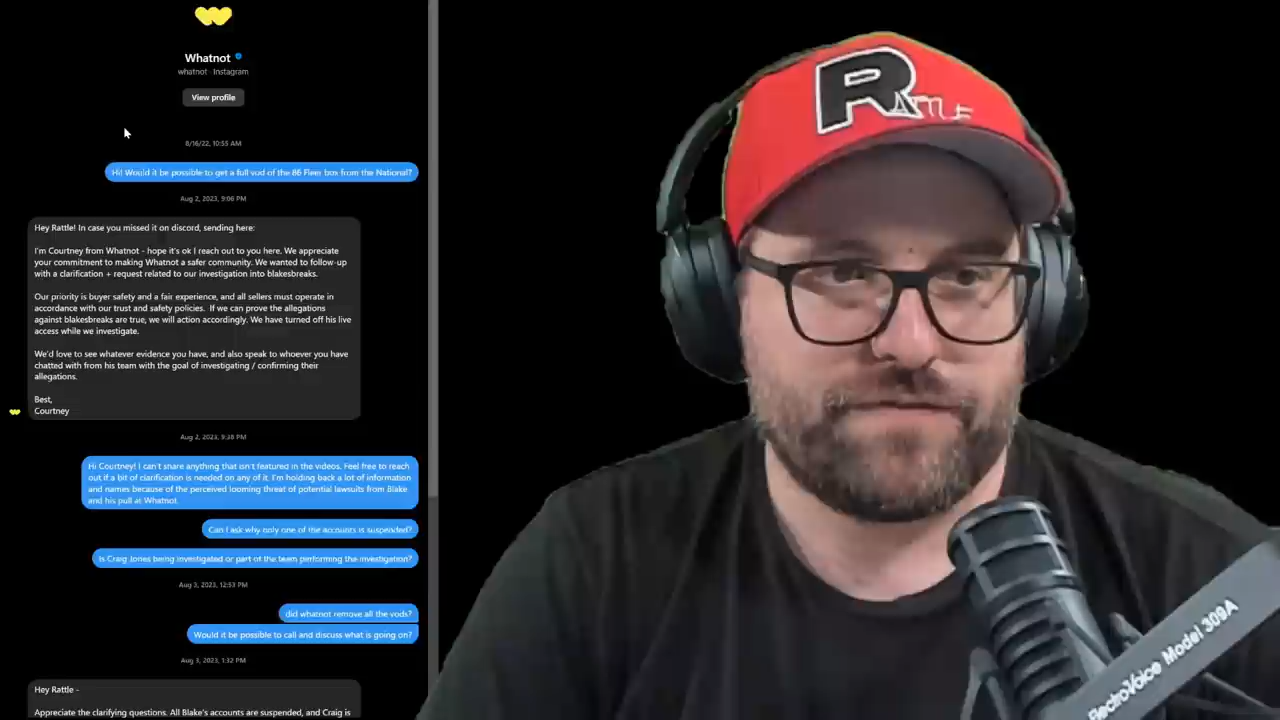 Whatnot
whatnot · Instagram
View profile
8/16/22, 10:55 AM
Hi! Would it be possible to get a full vod of the 86 Fleer box from the National?
Aug 2, 2023, 9:06 PM
Hey Rattle! In case you missed it on discord, sending here:
I'm Courtney from Whatnot - hope it's ok I reach out to you here. We appreciate
your commitment to making Whatnot a safer community. We wanted to follow-up
with a clarification + request related to our investigation into blakesbreaks.
Our priority is buyer safety and a fair experience, and all sellers must operate in
accordance with our trust and safety policies. If we can prove the allegations
against blakesbreaks are true, we will action accordingly. We have turned off his live
access while we investigate.
We'd love to see whatever evidence you have, and also speak to whoever you have
chatted with from his team with the goal of investigating / confirming their
allegations.
Best,
Courtney
Aug 2, 2023, 9:38 PM
Hi Courtney! I can't share anything that isn't featured in the videos. Feel free to reach
out if a bit of clarification is needed on any of it. I'm holding back a lot of information
and names because of the perceived looming threat of potential lawsuits from Blake
and his pull at Whatnot.
Can I ask why only one of the accounts is suspended?
Is Craig Jones being investigated or part of the team performing the investigation?
Aug 3, 2023, 12:53 PM
did whatnot remove all the vods?
Would it be possible to call and discuss what is going on?
Aug 3, 2023, 1:32 PM
Hey Rattle -
Appreciate the clarifying questions. All Blake's accounts are suspended, and Craig is
RATTLE
ElectroVoice Model 309A